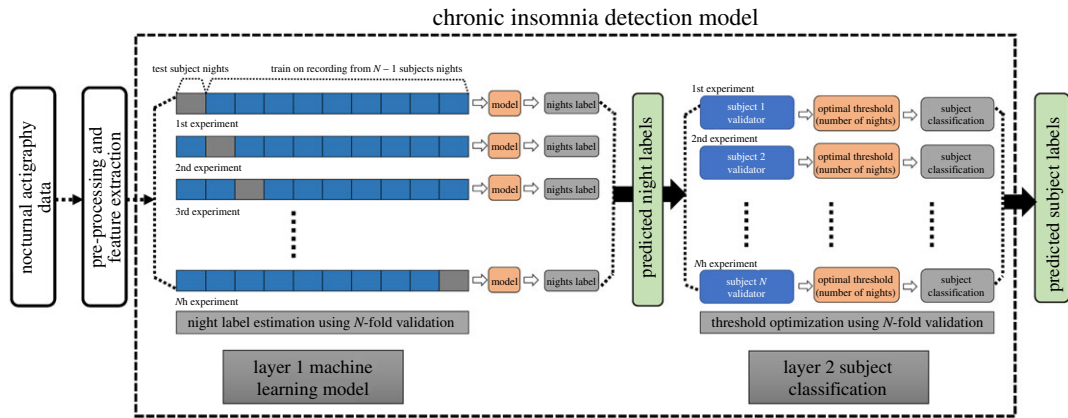 chronic insomnia detection model
nocturnal actigraphy
data
pre-processing and
feature extraction
test subject nights
train on recording from N – 1 subjects nights
model
nights label
1st experiment
model
nights label
2nd experiment
model
nights label
3rd experiment
model
nights label
Nh experiment
night label estimation using N-fold validation
layer 1 machine
learning model
predicted night labels
1st experiment
subject 1
validator
optimal threshold
(number of nights)
subject
classification
2nd experiment
subject 2
validator
optimal threshold
(number of nights)
subject
classification
Nh experiment
subject N
validator
optimal threshold
(number of nights)
subject
classification
threshold optimization using N-fold validation
layer 2 subject
classification
predicted subject labels